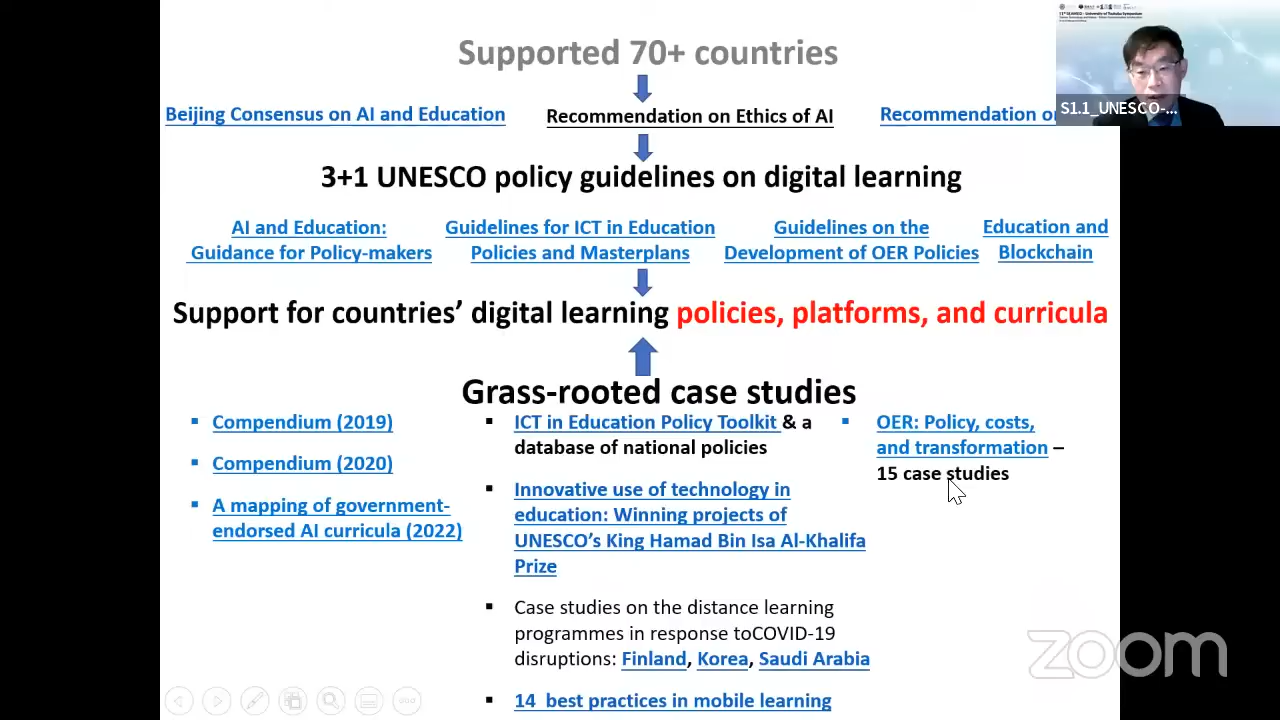 Supported 70+ countries
Beijing Consensus on AI and Education
Recommendation on Ethics of AI
Recommendation on
S1.1_UNESCO-...
3+1 UNESCO policy guidelines on digital learning
AI and Education:
Guidance for Policy-makers
Guidelines for ICT in Education
Policies and Masterplans
Guidelines on the
Development of OER Policies
Education and
Blockchain
Support for countries’ digital learning policies, platforms, and curricula
Grass-rooted case studies
Compendium (2019)
Compendium (2020)
A mapping of government-
endorsed AI curricula (2022)
ICT in Education Policy Toolkit & a
database of national policies
Innovative use of technology in
education: Winning projects of
UNESCO’s King Hamad Bin Isa Al-Khalifa
Prize
Case studies on the distance learning
programmes in response toCOVID-19
disruptions: Finland, Korea, Saudi Arabia
14 best practices in mobile learning
OER: Policy, costs,
and transformation –
15 case studies
zoom